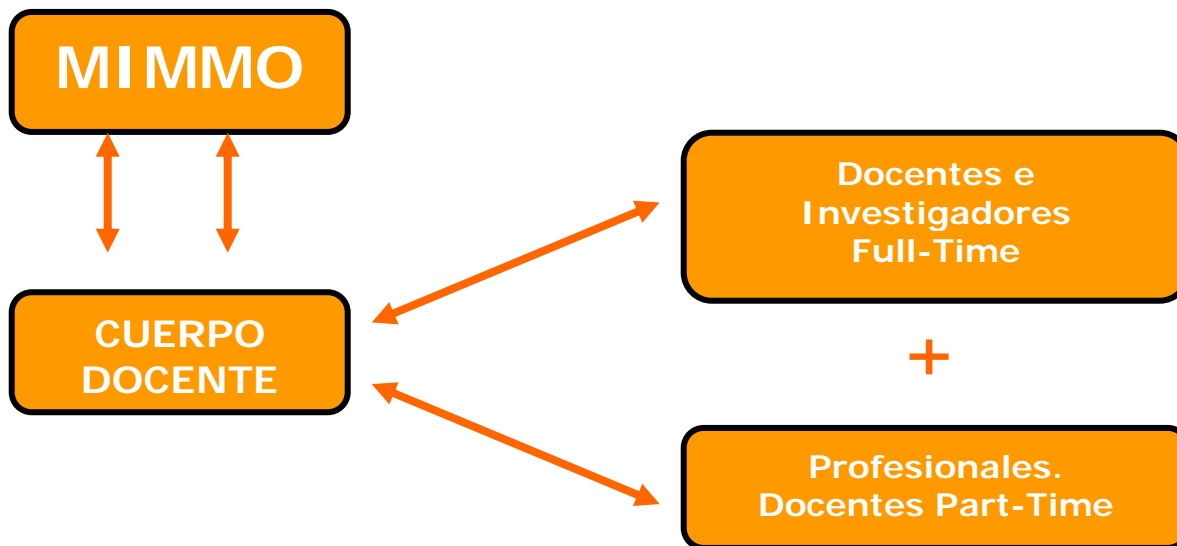 MIMMO
Docentes e
Investigadores
Full-Time
CUERPO
DOCENTE
+
Profesionales.
Docentes Part-Time